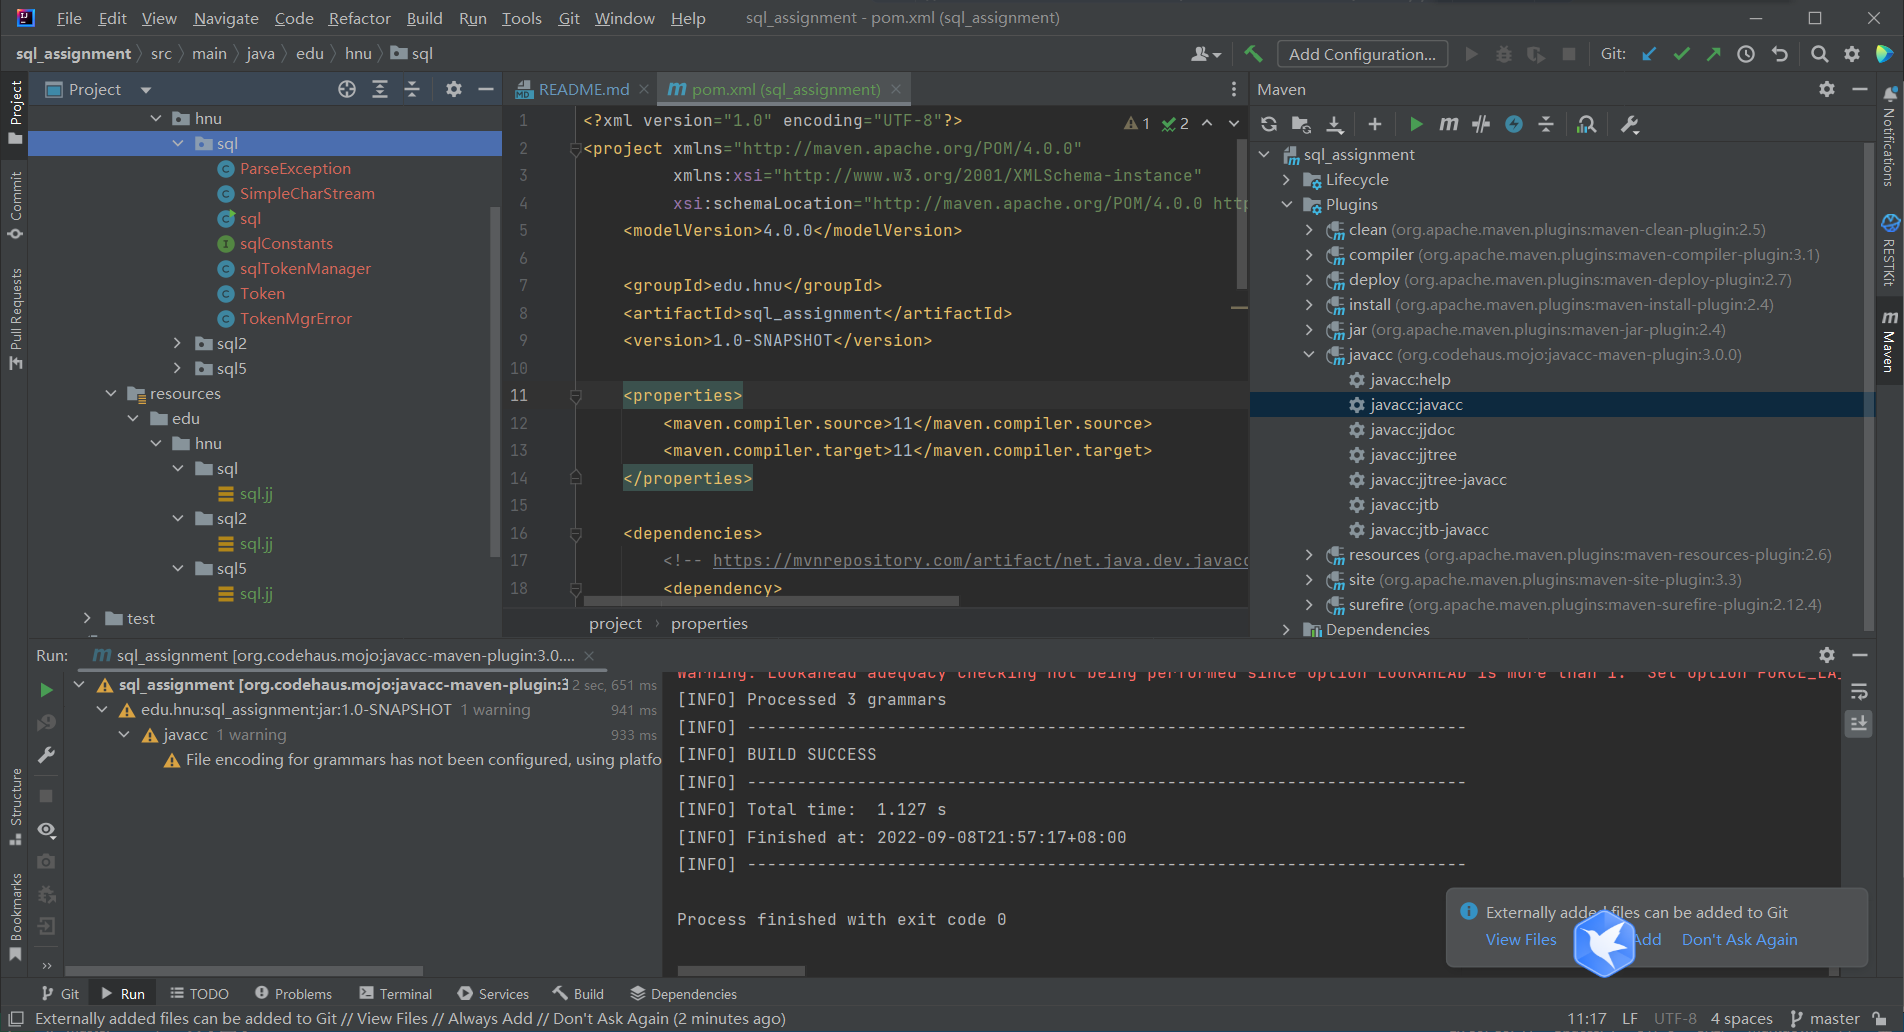 File Edit View Navigate Code Refactor Build Run Tools Git Window Help sql_assignment - pom.xml (sql_assignment)
sql_assignment src main java edu hnu sql Add Configuration... Git:
Project
README.md pom.xml (sql_assignment)
Maven
Project
Commit
Pull Requests
Structure
Bookmarks
hnu
sql
ParseException
SimpleCharStream
sql
sqlConstants
sqlTokenManager
Token
TokenMgrError
sql2
sql5
resources
edu
hnu
sql
sql.jj
sql2
sql.jj
sql5
sql.jj
test
1 <?xml version="1.0" encoding="UTF-8"?>
1 2
2 <project xmlns="http://maven.apache.org/POM/4.0.0"
3 xmlns:xsi="http://www.w3.org/2001/XMLSchema-instance"
4 xsi:schemaLocation="http://maven.apache.org/POM/4.0.0 http
5 <modelVersion>4.0.0</modelVersion>
6
7 <groupId>edu.hnu</groupId>
8 <artifactId>sql_assignment</artifactId>
9 <version>1.0-SNAPSHOT</version>
10
11 <properties>
12 <maven.compiler.source>11</maven.compiler.source>
13 <maven.compiler.target>11</maven.compiler.target>
14 </properties>
15
16 <dependencies>
17 <!-- https://mvnrepository.com/artifact/net.java.dev.javacc
18 <dependency>
project › properties
sql_assignment
Lifecycle
Plugins
clean (org.apache.maven.plugins:maven-clean-plugin:2.5)
compiler (org.apache.maven.plugins:maven-compiler-plugin:3.1)
deploy (org.apache.maven.plugins:maven-deploy-plugin:2.7)
install (org.apache.maven.plugins:maven-install-plugin:2.4)
jar (org.apache.maven.plugins:maven-jar-plugin:2.4)
javacc (org.codehaus.mojo:javacc-maven-plugin:3.0.0)
javacc:help
javacc:javacc
javacc:jjdoc
javacc:jjtree
javacc:jjtree-javacc
javacc:jtb
javacc:jtb-javacc
resources (org.apache.maven.plugins:maven-resources-plugin:2.6)
site (org.apache.maven.plugins:maven-site-plugin:3.3)
surefire (org.apache.maven.plugins:maven-surefire-plugin:2.12.4)
Dependencies
Notifications
RESTKit
Maven
Run: sql_assignment [org.codehaus.mojo:javacc-maven-plugin:3.0....
sql_assignment [org.codehaus.mojo:javacc-maven-plugin:3 2 sec, 651 ms
edu.hnu:sql_assignment:jar:1.0-SNAPSHOT 1 warning 941 ms
javacc 1 warning 933 ms
File encoding for grammars has not been configured, using platfo
Warning: Lookahead adequacy checking not being performed since option LOOKAHEAD is more than 1. Set option FORCE_LA_
[INFO] Processed 3 grammars
[INFO] ------------------------------------------------------------------------
[INFO] BUILD SUCCESS
[INFO] ------------------------------------------------------------------------
[INFO] Total time: 1.127 s
[INFO] Finished at: 2022-09-08T21:57:17+08:00
[INFO] ------------------------------------------------------------------------
Process finished with exit code 0
Externally added files can be added to Git
View Files Add Don't Ask Again
Git Run TODO Problems Terminal Services Build Dependencies
Externally added files can be added to Git // View Files // Always Add // Don't Ask Again (2 minutes ago) 11:17 LF UTF-8 4 spaces master